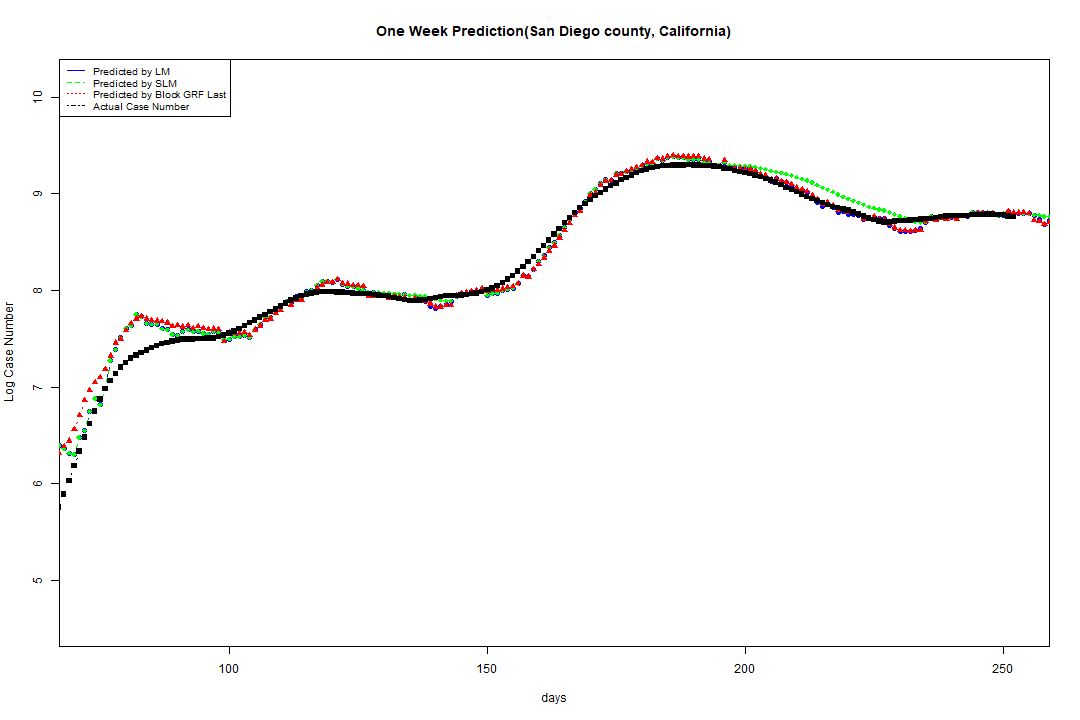 One Week Prediction(San Diego county, California)
Predicted by LM
Predicted by SLM
Predicted by Block GRF Last
Actual Case Number
10
9
8
7
6
5
Log Case Number
100 150 200 250
days